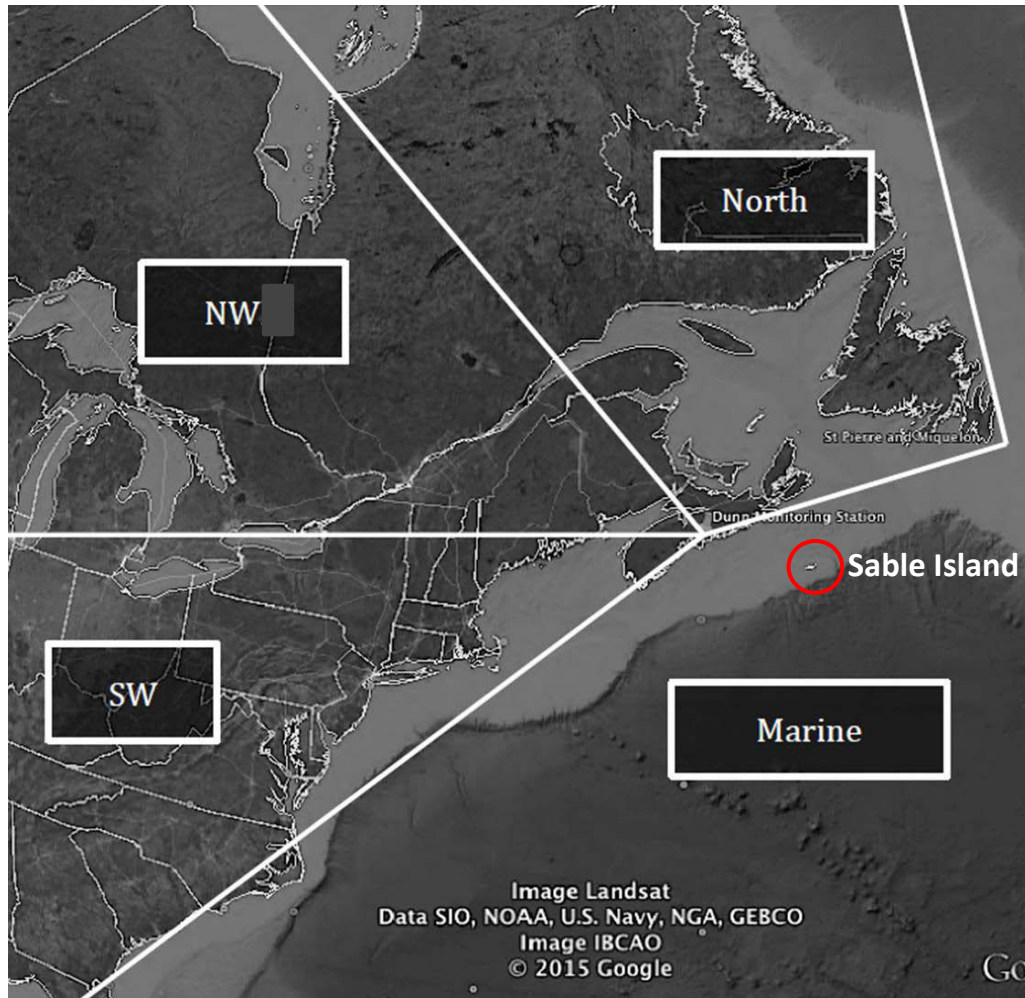 North
NW
St Pierre and Miquelon
Dunn Monitoring Station
Sable Island
SW
Marine
Image Landsat
Data SIO, NOAA, U.S. Navy, NGA, GEBCO
Image IBCAO
© 2015 Google
Go